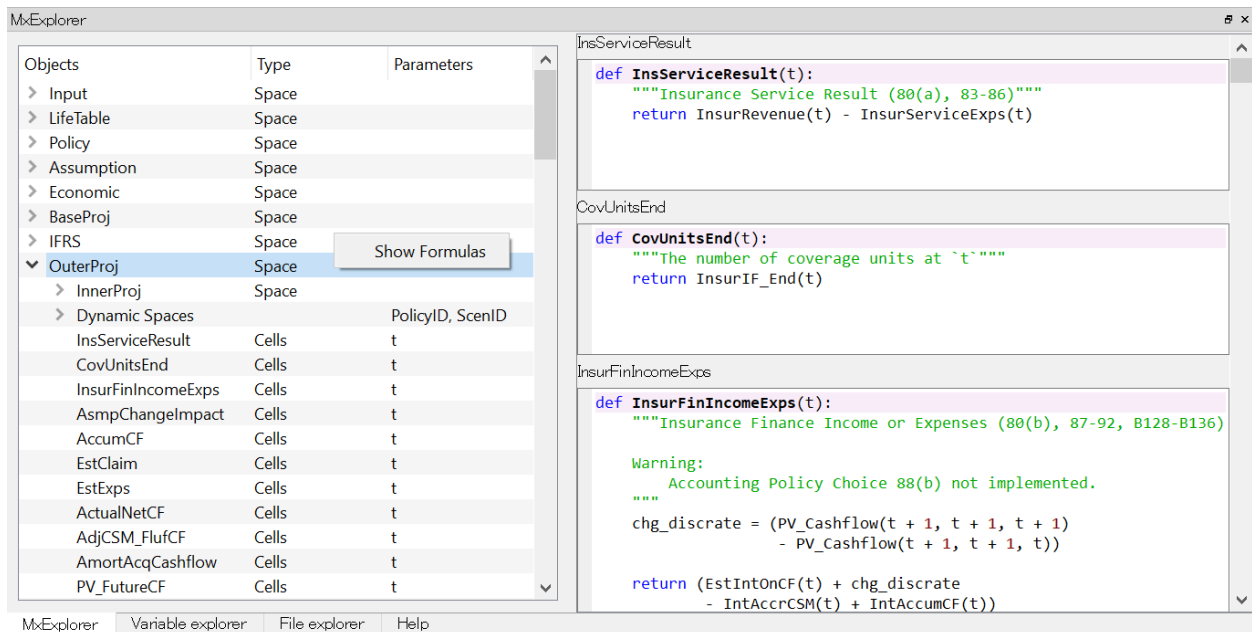 MxExplorer
Objects Type Parameters
Input Space
LifeTable Space
Policy Space
Assumption Space
Economic Space
BaseProj Space
IFRS Space
Show Formulas
OuterProj Space
InnerProj Space
Dynamic Spaces PolicyID, ScenID
InsServiceResult Cells t
CovUnitsEnd Cells t
InsurFinIncomeExps Cells t
AsmpChangeImpact Cells t
AccumCF Cells t
EstClaim Cells t
EstExps Cells t
ActualNetCF Cells t
AdjCSM_FlufCF Cells t
AmortAcqCashflow Cells t
PV_FutureCF Cells t
InsServiceResult
def InsServiceResult(t):
"""Insurance Service Result (80(a), 83-86)"""
return InsurRevenue(t) - InsurServiceExps(t)
CovUnitsEnd
def CovUnitsEnd(t):
"""The number of coverage units at `t`"""
return InsurIF_End(t)
InsurFinIncomeExps
def InsurFinIncomeExps(t):
"""Insurance Finance Income or Expenses (80(b), 87-92, B128-B136)
Warning:
Accounting Policy Choice 88(b) not implemented.
"""
chg_discrate = (PV_Cashflow(t + 1, t + 1, t + 1)
- PV_Cashflow(t + 1, t + 1, t))
return (EstIntOnCF(t) + chg_discrate
- IntAccrCSM(t) + IntAccumCF(t))
MxExplorer Variable explorer File explorer Help